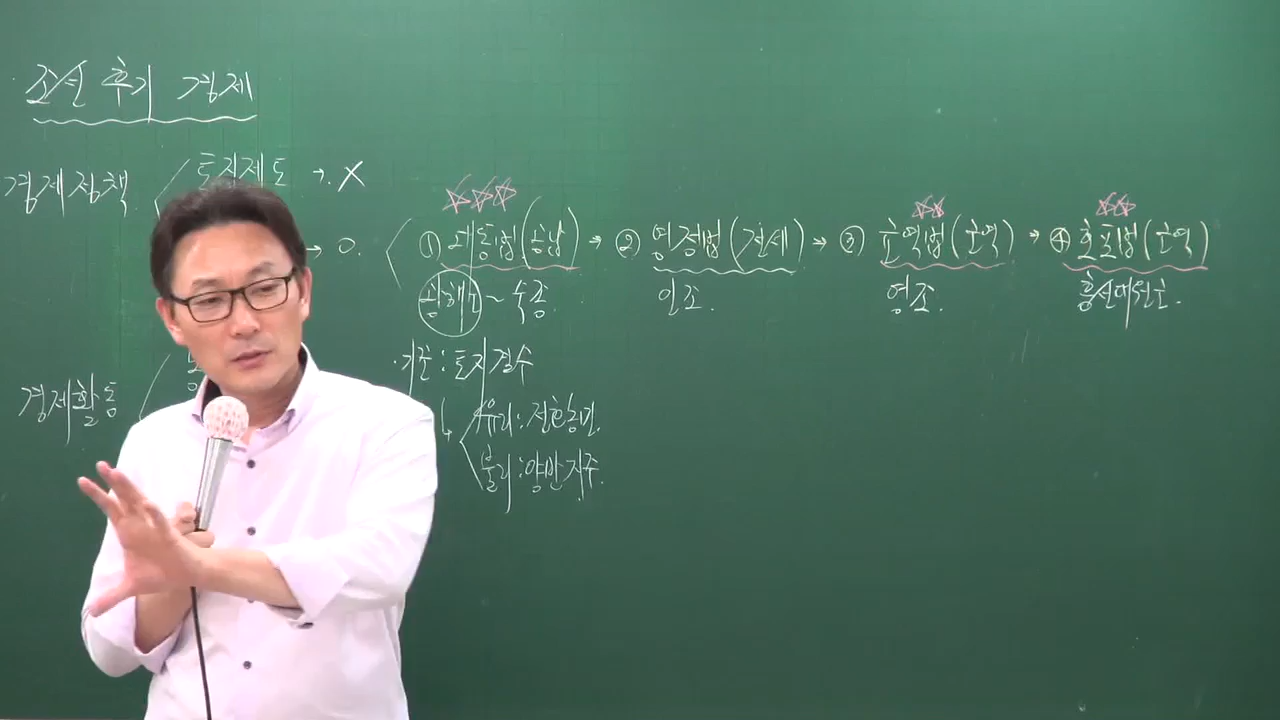 조선 후기 경제
경제정책 토지제도 → X
→ O. ① 대동법(공납) → ② 영정법(전세) → ③ 균역법(군역) → ④ 호포법(군역)
광해군 ~ 숙종. 인조. 영조. 흥선대원군.
· 기준 : 토지결수
경제활동
↳ 유리 : 전호농민.
불리 : 양반지주.